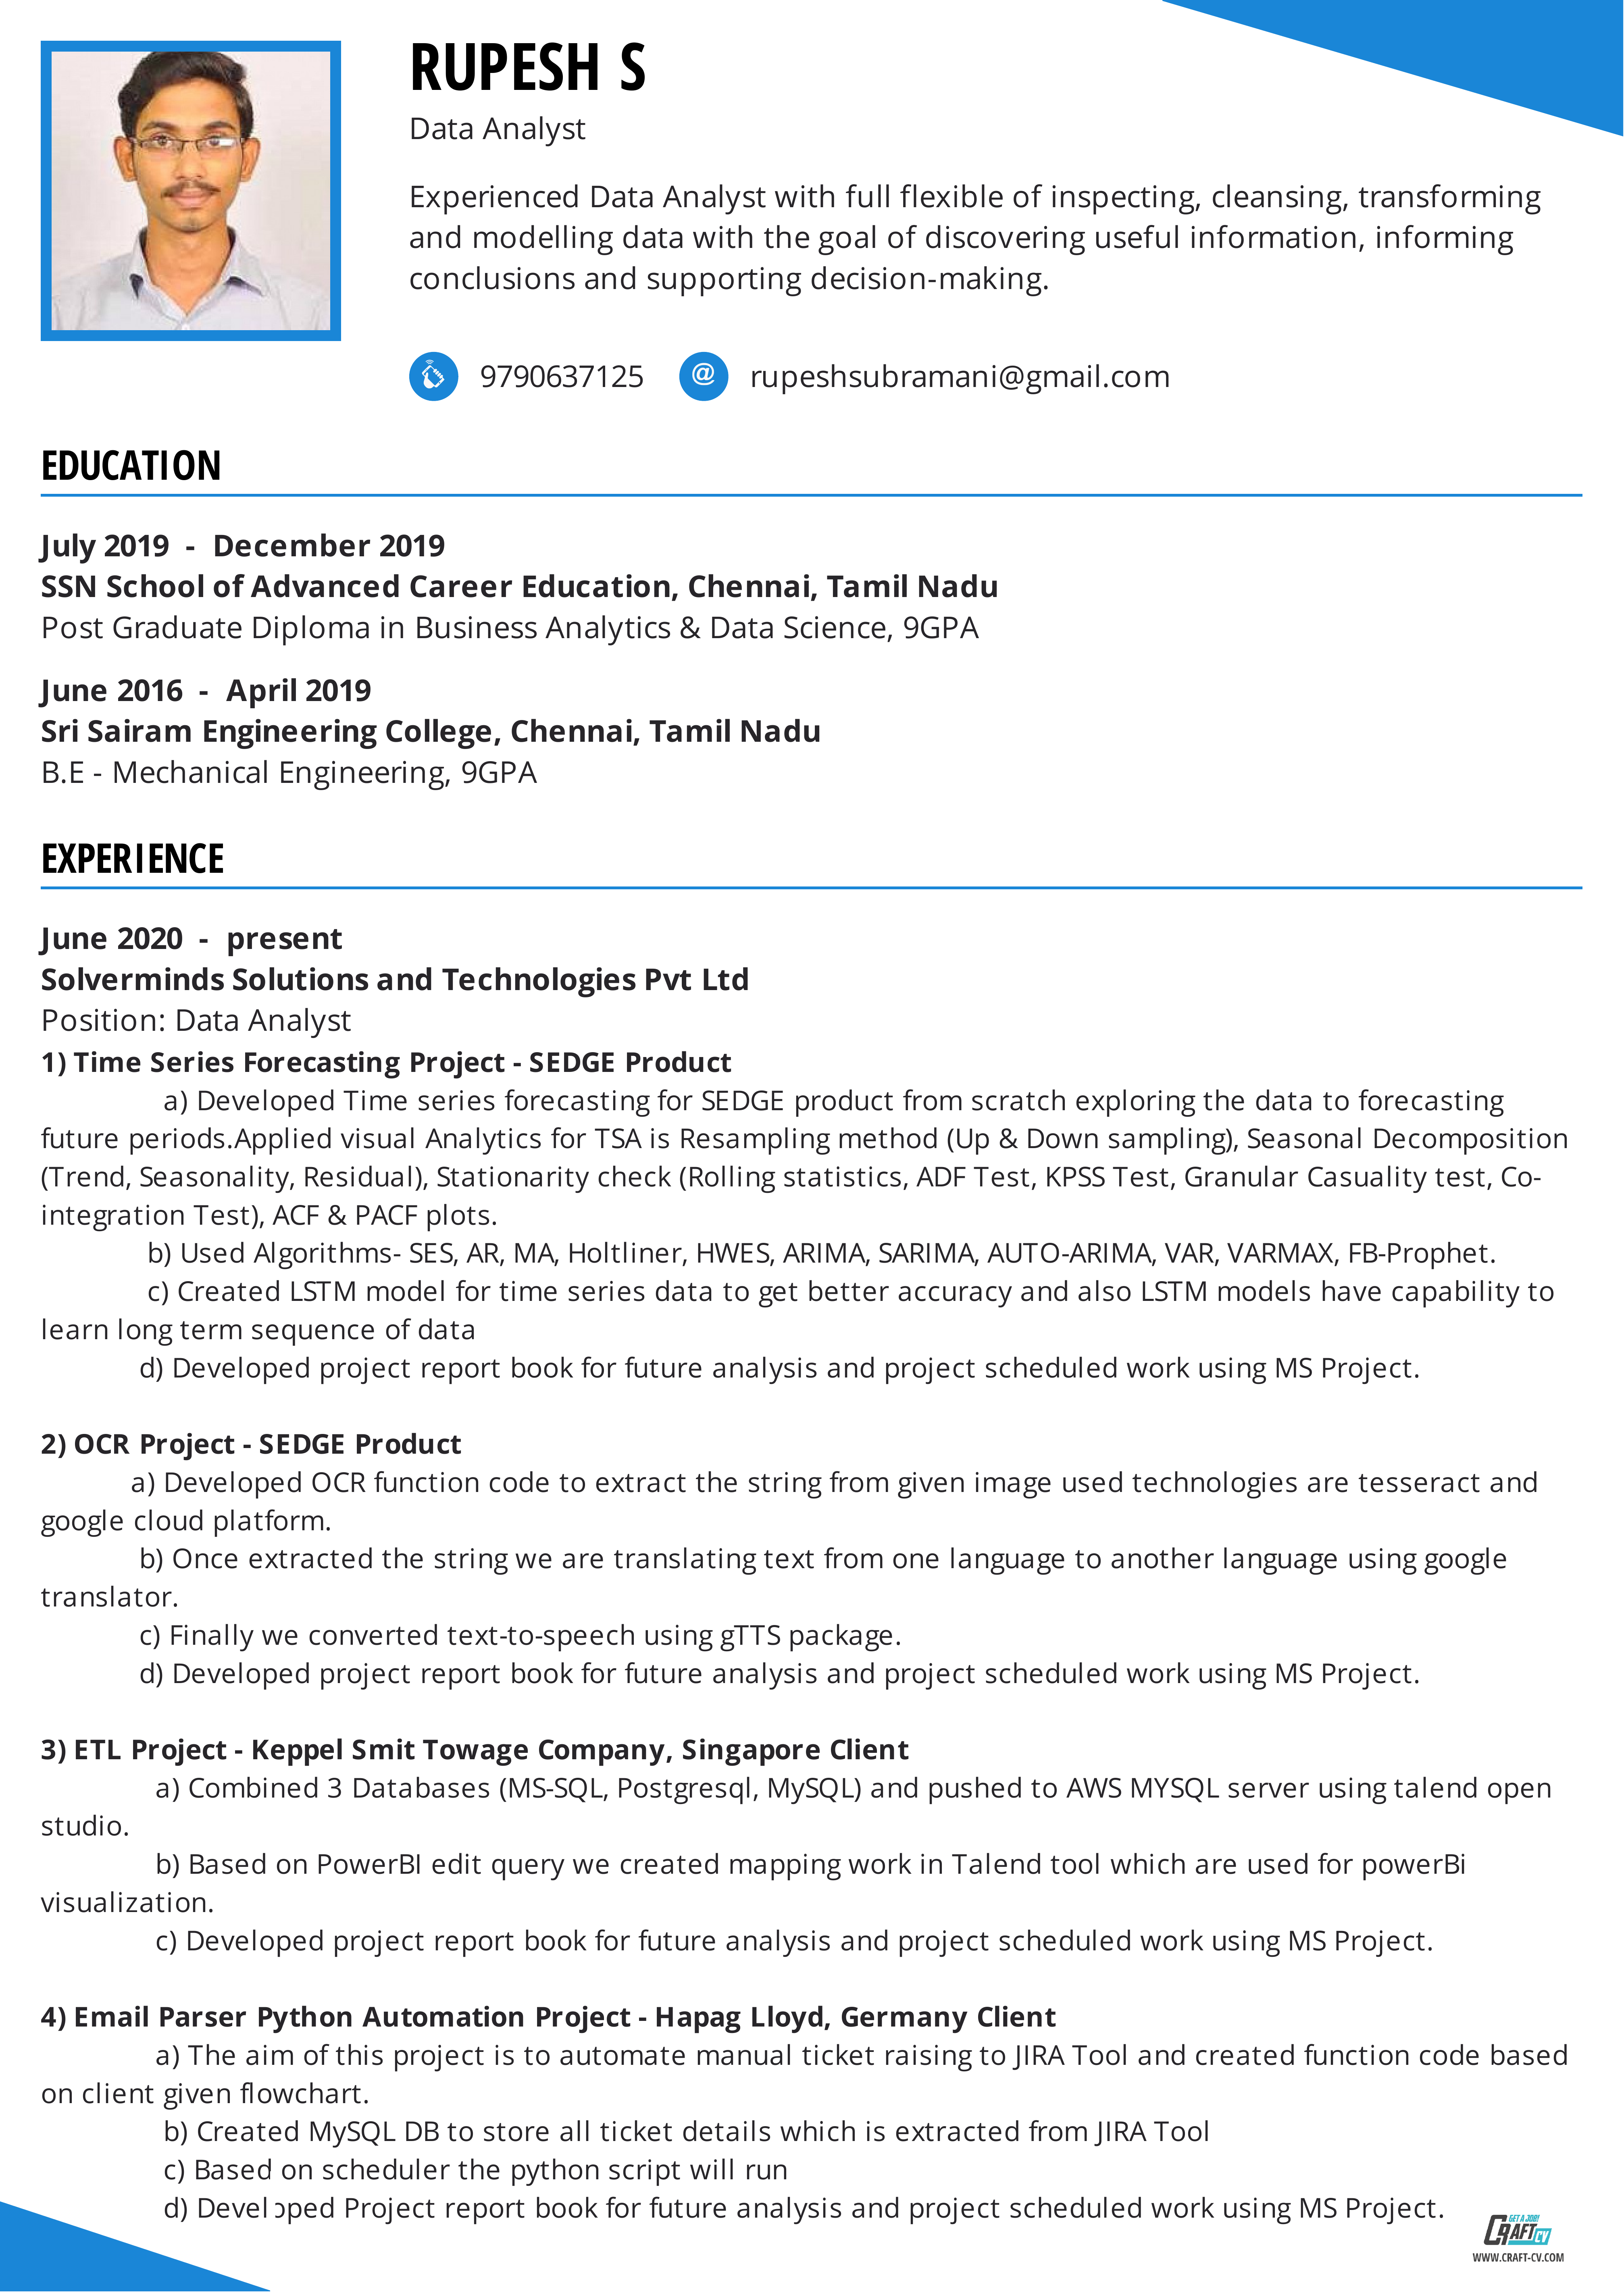 RUPESH S
Data Analyst
Experienced Data Analyst with full flexible of inspecting, cleansing, transforming
and modelling data with the goal of discovering useful information, informing
conclusions and supporting decision-making.
9790637125 @ rupeshsubramani@gmail.com
EDUCATION
July 2019 - December 2019
SSN School of Advanced Career Education, Chennai, Tamil Nadu
Post Graduate Diploma in Business Analytics & Data Science, 9GPA
June 2016 - April 2019
Sri Sairam Engineering College, Chennai, Tamil Nadu
B.E - Mechanical Engineering, 9GPA
EXPERIENCE
June 2020 - present
Solverminds Solutions and Technologies Pvt Ltd
Position: Data Analyst
1) Time Series Forecasting Project - SEDGE Product
a) Developed Time series forecasting for SEDGE product from scratch exploring the data to forecasting
future periods.Applied visual Analytics for TSA is Resampling method (Up & Down sampling), Seasonal Decomposition
(Trend, Seasonality, Residual), Stationarity check (Rolling statistics, ADF Test, KPSS Test, Granular Casuality test, Co-
integration Test), ACF & PACF plots.
b) Used Algorithms- SES, AR, MA, Holtliner, HWES, ARIMA, SARIMA, AUTO-ARIMA, VAR, VARMAX, FB-Prophet.
c) Created LSTM model for time series data to get better accuracy and also LSTM models have capability to
learn long term sequence of data
d) Developed project report book for future analysis and project scheduled work using MS Project.
2) OCR Project - SEDGE Product
a) Developed OCR function code to extract the string from given image used technologies are tesseract and
google cloud platform.
b) Once extracted the string we are translating text from one language to another language using google
translator.
c) Finally we converted text-to-speech using gTTS package.
d) Developed project report book for future analysis and project scheduled work using MS Project.
3) ETL Project - Keppel Smit Towage Company, Singapore Client
a) Combined 3 Databases (MS-SQL, Postgresql, MySQL) and pushed to AWS MYSQL server using talend open
studio.
b) Based on PowerBI edit query we created mapping work in Talend tool which are used for powerBi
visualization.
c) Developed project report book for future analysis and project scheduled work using MS Project.
4) Email Parser Python Automation Project - Hapag Lloyd, Germany Client
a) The aim of this project is to automate manual ticket raising to JIRA Tool and created function code based
on client given flowchart.
b) Created MySQL DB to store all ticket details which is extracted from JIRA Tool
c) Based on scheduler the python script will run
d) Developed Project report book for future analysis and project scheduled work using MS Project.
GET A JOB!
CRAFT CV
WWW.CRAFT-CV.COM